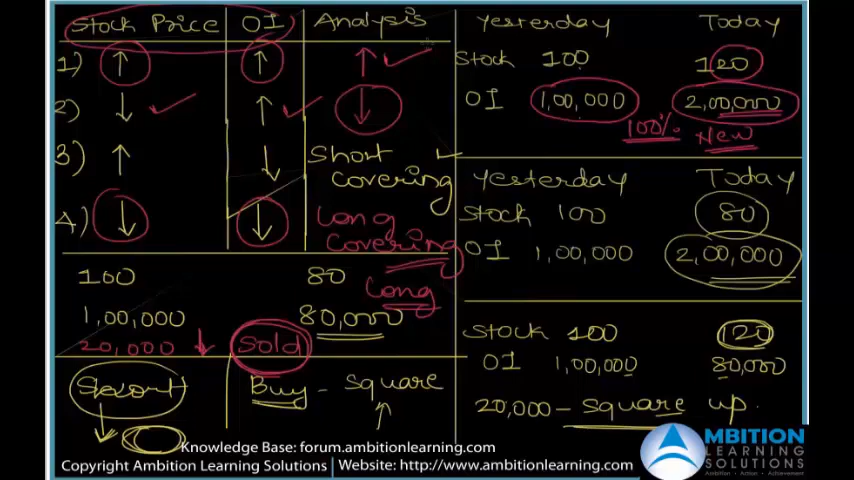 Stock Price OI Analysis
1) ↑ ↑ ↑
2) ↓ ↑ ↓
3) ↑ ↓ Short covering
4) ↓ ↓ Long Covering
100 80
Long
1,00,000 80,000
20,000 ↓ Sold
Short Buy - Square
Yesterday Today
Stock 100 120
OI 1,00,000 2,00,000
100% New
Yesterday Today
Stock 100 80
OI 1,00,000 2,00,000
Stock 100 120
OI 1,00,000 80,000
20,000 - square up.
Knowledge Base: forum.ambitionlearning.com
Copyright Ambition Learning Solutions | Website: http://www.ambitionlearning.com
AMBITION
LEARNING
SOLUTIONS
Ambition • Action • Achievement